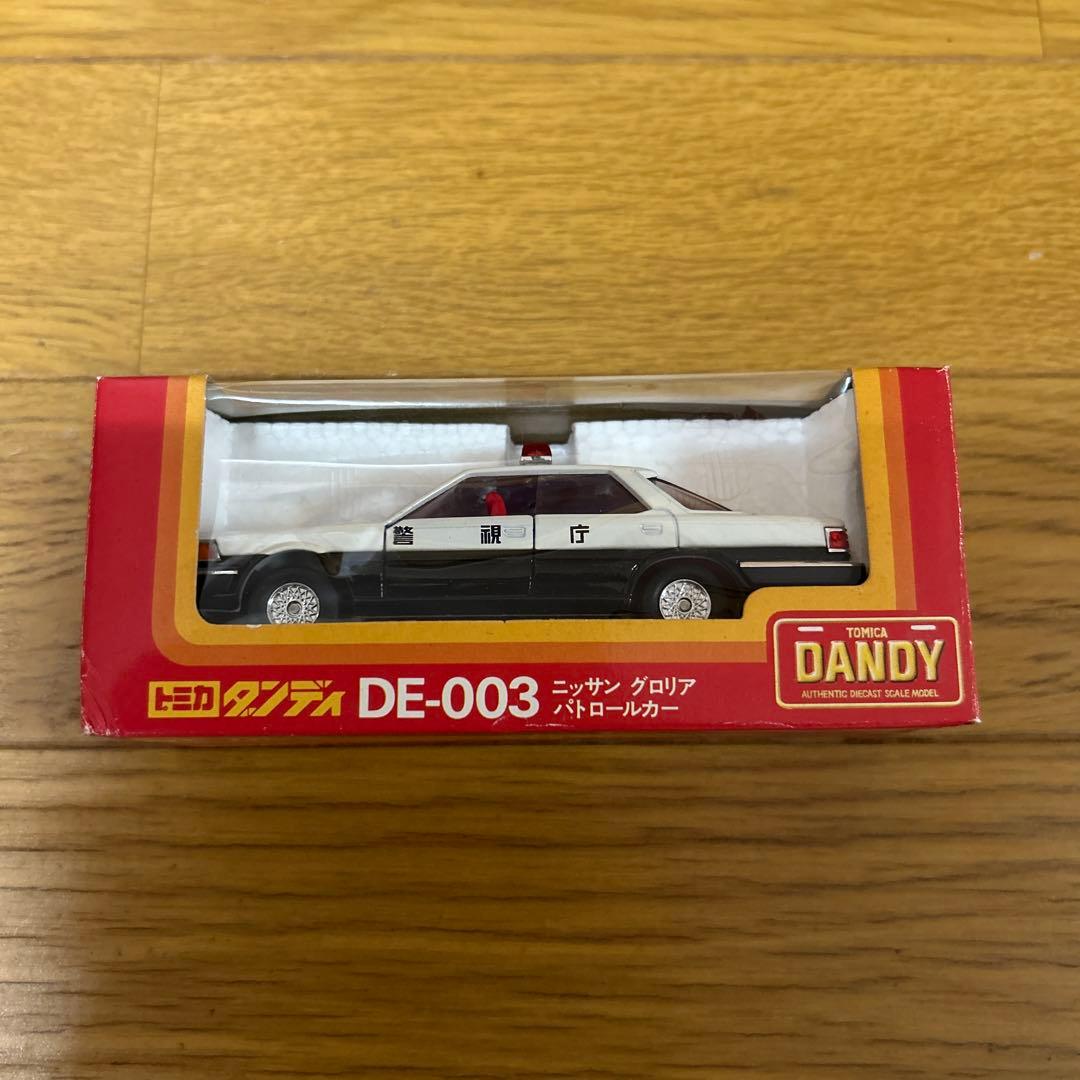 警視庁
トミカ ダンディ DE-003 ニッサン グロリア
パトロールカー
TOMICA
DANDY
AUTHENTIC DIECAST SCALE MODEL